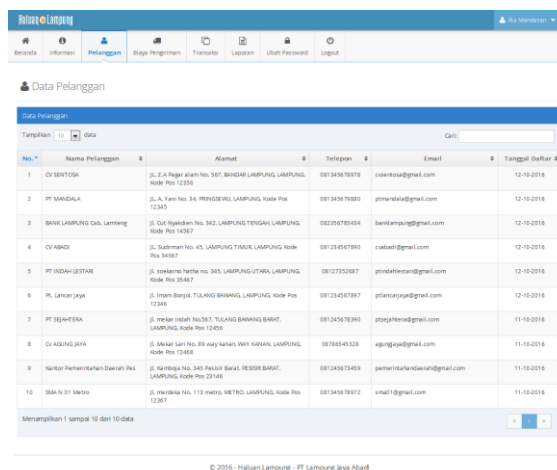 Haluan Lampung
Ria Mandasari
Beranda Informasi Pelanggan Biaya Pengiriman Transaksi Laporan Ubah Password Logout
Data Pelanggan
Data Pelanggan
Tampilkan 10 data Cari:
No. Nama Pelanggan Alamat Telepon Email Tanggal Daftar
1 CV SENTOSA JL. Z.A Pagar alam No. 567, BANDAR LAMPUNG, LAMPUNG, 081345678978 cvsentosa@gmail.com 12-10-2016
Kode Pos 12356
2 PT MANDALA JL. A. Yani No. 34, PRINGSEWU, LAMPUNG, Kode Pos 081345679880 ptmandala@gmail.com 12-10-2016
12345
3 BANK LAMPUNG Cab. Lamteng Jl. Cut Nyakdien No. 342, LAMPUNG TENGAH, LAMPUNG, 082356785434 banklampung@gmail.com 12-10-2016
Kode Pos 14567
4 CV ABADI JL. Sudirman No. 45, LAMPUNG TIMUR, LAMPUNG, Kode 081234567890 cvabadi@gmail.com 12-10-2016
Pos 34567
5 PT INDAH LESTARI Jl. soekarno hatha no. 345, LAMPUNG UTARA, LAMPUNG, 08127352687 ptindahlestari@gmail.com 12-10-2016
Kode Pos 35467
6 Pt. Lancar jaya Jl. Imam Bonjol, TULANG BAWANG, LAMPUNG, Kode Pos 081234567897 ptlancarjaya@gmail.com 12-10-2016
12346
7 PT SEJAHTERA Jl. mekar indah No.567, TULANG BAWANG BARAT, 081245678390 ptsejahtera@gmail.com 11-10-2016
LAMPUNG, Kode Pos 12456
8 Cv AGUNG JAYA Jl. Mekar sari No. 89 way kanan, WAY KANAN, LAMPUNG, 08786545328 agungjaya@gmail.com 11-10-2016
Kode Pos 12468
9 Kantor Pemerintahan Daerah Pes Jl. Kamboja No. 345 Pesisir Barat, PESISIR BARAT, 081245673459 pemerintahandaerah@gmail.com 11-10-2016
LAMPUNG, Kode Pos 23146
10 SMA N 01 Metro Jl. merdeka No. 113 metro, METRO, LAMPUNG, Kode Pos 081345678972 sma01@gmail.com 11-10-2016
12367
Menampilkan 1 sampai 10 dari 10 data 1
© 2016 - Haluan Lampung - PT Lampung Jaya Abadi